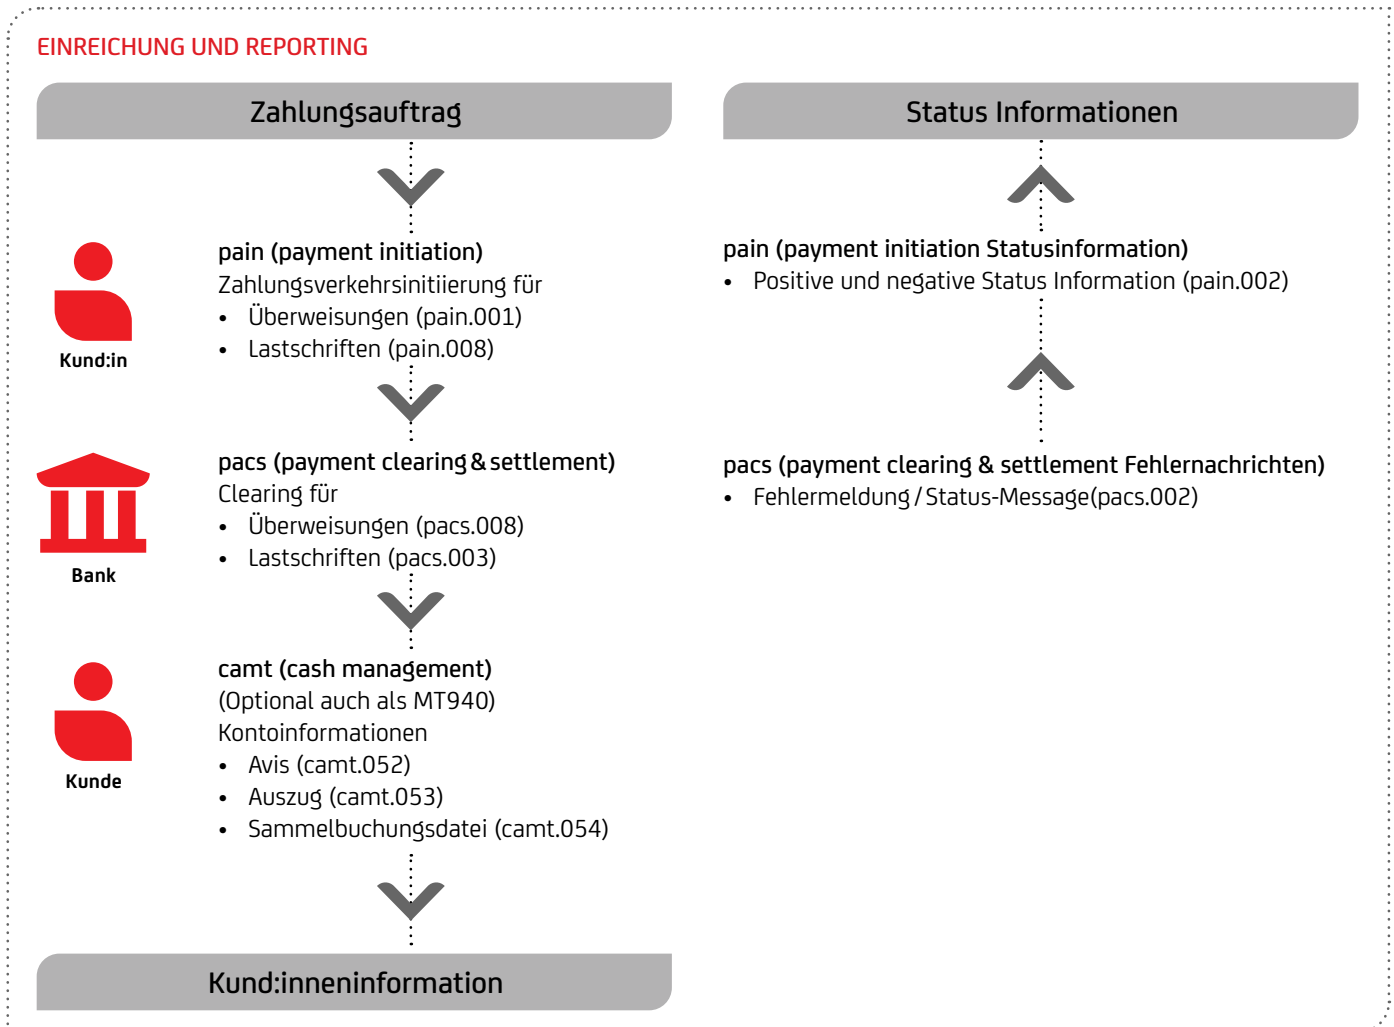 EINREICHUNG UND REPORTING
Zahlungsauftrag
pain (payment initiation)
Zahlungsverkehrsinitiierung für
• Überweisungen (pain.001)
• Lastschriften (pain.008)
Kund:in
pacs (payment clearing & settlement)
Clearing für
• Überweisungen (pacs.008)
• Lastschriften (pacs.003)
Bank
camt (cash management)
(Optional auch als MT940)
Kontoinformationen
• Avis (camt.052)
• Auszug (camt.053)
• Sammelbuchungsdatei (camt.054)
Kunde
Kund:inneninformation
Status Informationen
pain (payment initiation Statusinformation)
• Positive und negative Status Information (pain.002)
pacs (payment clearing & settlement Fehlernachrichten)
• Fehlermeldung / Status-Message(pacs.002)